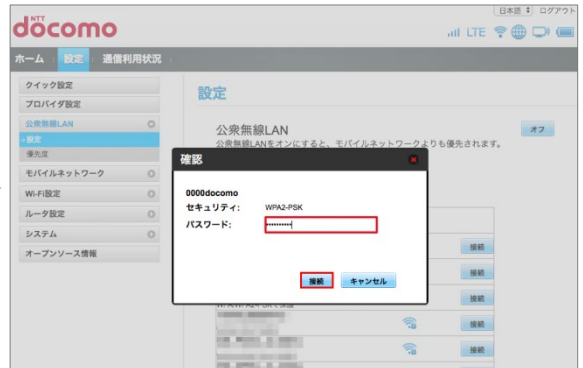 日本語 ログアウト
NTT
döcomo
LTE
ホーム 設定 通信利用状況
クイック設定
プロバイダ設定
公衆無線LAN
設定
優先度
モバイルネットワーク
Wi-Fi設定
ルータ設定
システム
オープンソース情報
設定
公衆無線LAN
オフ
公衆無線LANをオンにすると、モバイルネットワークよりも優先されます。
確認
0000docomo
セキュリティ: WPA2-PSK
パスワード: ••••••••••
接続 キャンセル
接続
接続
接続
接続
接続